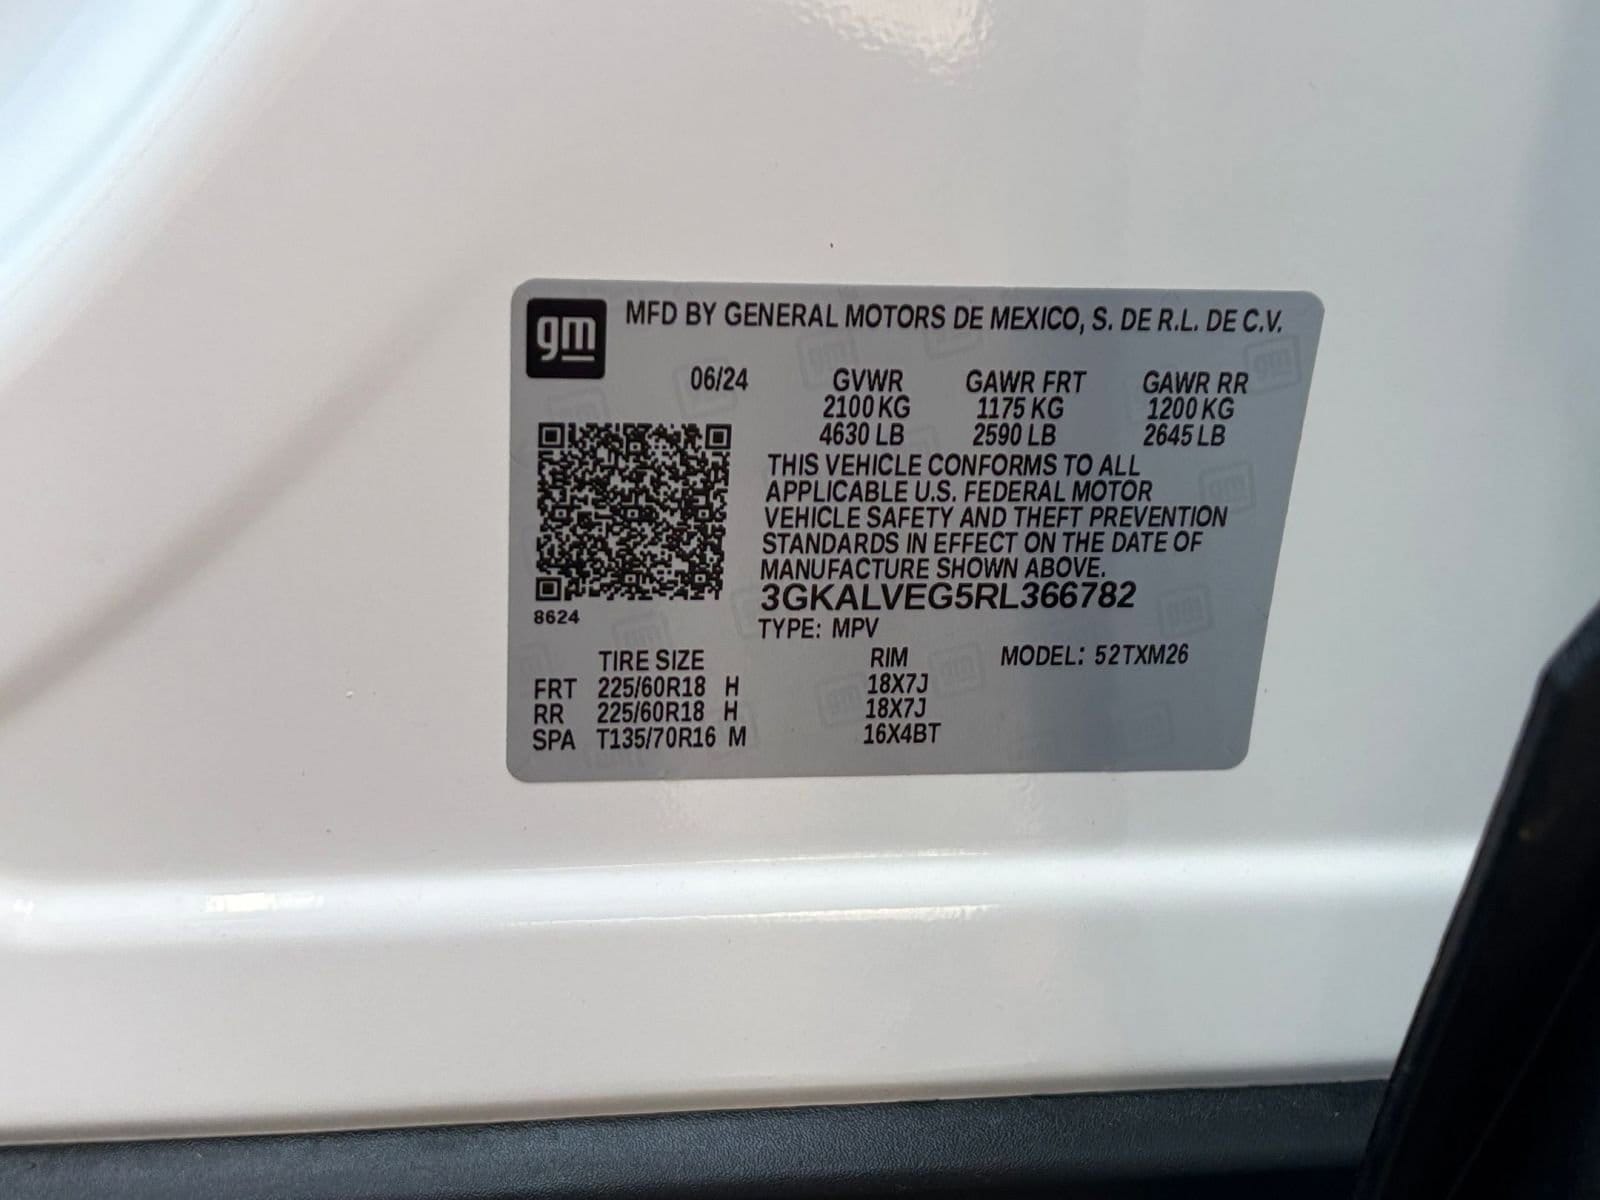 gm
MFD BY GENERAL MOTORS DE MEXICO, S. DE R.L. DE C.V.
06/24 GVWR GAWR FRT GAWR RR
2100 KG 1175 KG 1200 KG
4630 LB 2590 LB 2645 LB
THIS VEHICLE CONFORMS TO ALL
APPLICABLE U.S. FEDERAL MOTOR
VEHICLE SAFETY AND THEFT PREVENTION
STANDARDS IN EFFECT ON THE DATE OF
MANUFACTURE SHOWN ABOVE.
3GKALVEG5RL366782
8624
TYPE: MPV
TIRE SIZE RIM MODEL: 52TXM26
FRT 225/60R18 H 18X7J
RR 225/60R18 H 18X7J
SPA T135/70R16 M 16X4BT